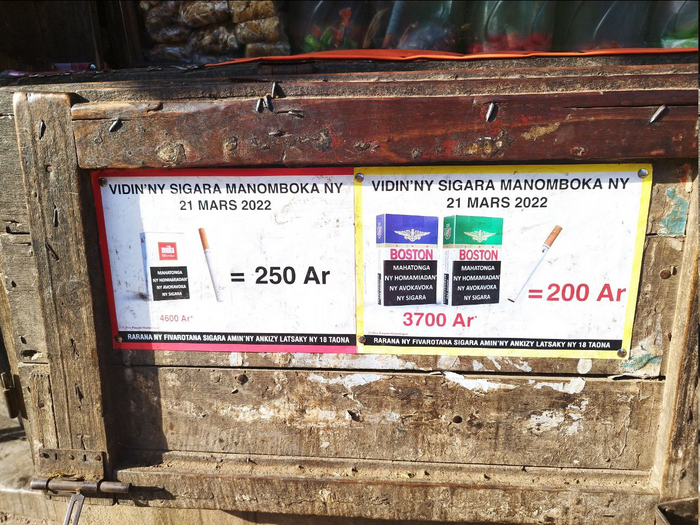 VIDIN'NY SIGARA MANOMBOKA NY
21 MARS 2022
MAHATONGA
NY HOMAMIADAN'
NY AVOKAVOKA
NY SIGARA
= 250 Ar
4600 Ar*
RARANA NY FIVAROTANA SIGARA AMIN'NY ANKIZY LATSAKY NY 18 TAONA
VIDIN'NY SIGARA MANOMBOKA NY
21 MARS 2022
BOSTON
MAHATONGA
NY HOMAMIADAN'
NY AVOKAVOKA
NY SIGARA
BOSTON
MAHATONGA
NY HOMAMIADAN'
NY AVOKAVOKA
NY SIGARA
=200 Ar
3700 Ar*
RARANA NY FIVAROTANA SIGARA AMIN'NY ANKIZY LATSAKY NY 18 TAONA